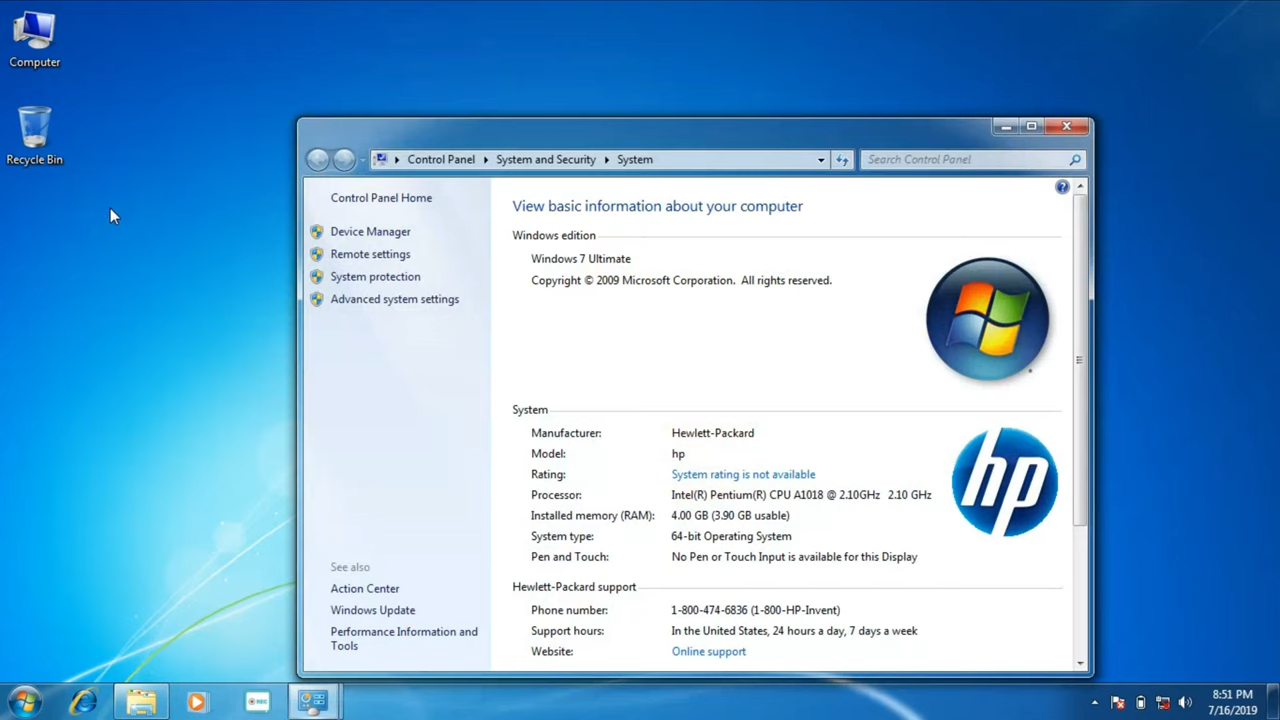 Computer
Recycle Bin
Control Panel
System and Security
System
Search Control Panel
Control Panel Home
Device Manager
Remote settings
System protection
Advanced system settings
See also
Action Center
Windows Update
Performance Information and
Tools
View basic information about your computer
Windows edition
Windows 7 Ultimate
Copyright © 2009 Microsoft Corporation. All rights reserved.
System
Manufacturer: Hewlett-Packard
Model: hp
Rating: System rating is not available
Processor: Intel(R) Pentium(R) CPU A1018 @ 2.10GHz 2.10 GHz
Installed memory (RAM): 4.00 GB (3.90 GB usable)
System type: 64-bit Operating System
Pen and Touch: No Pen or Touch Input is available for this Display
hp
Hewlett-Packard support
Phone number: 1-800-474-6836 (1-800-HP-Invent)
Support hours: In the United States, 24 hours a day, 7 days a week
Website: Online support
8:51 PM
7/16/2019